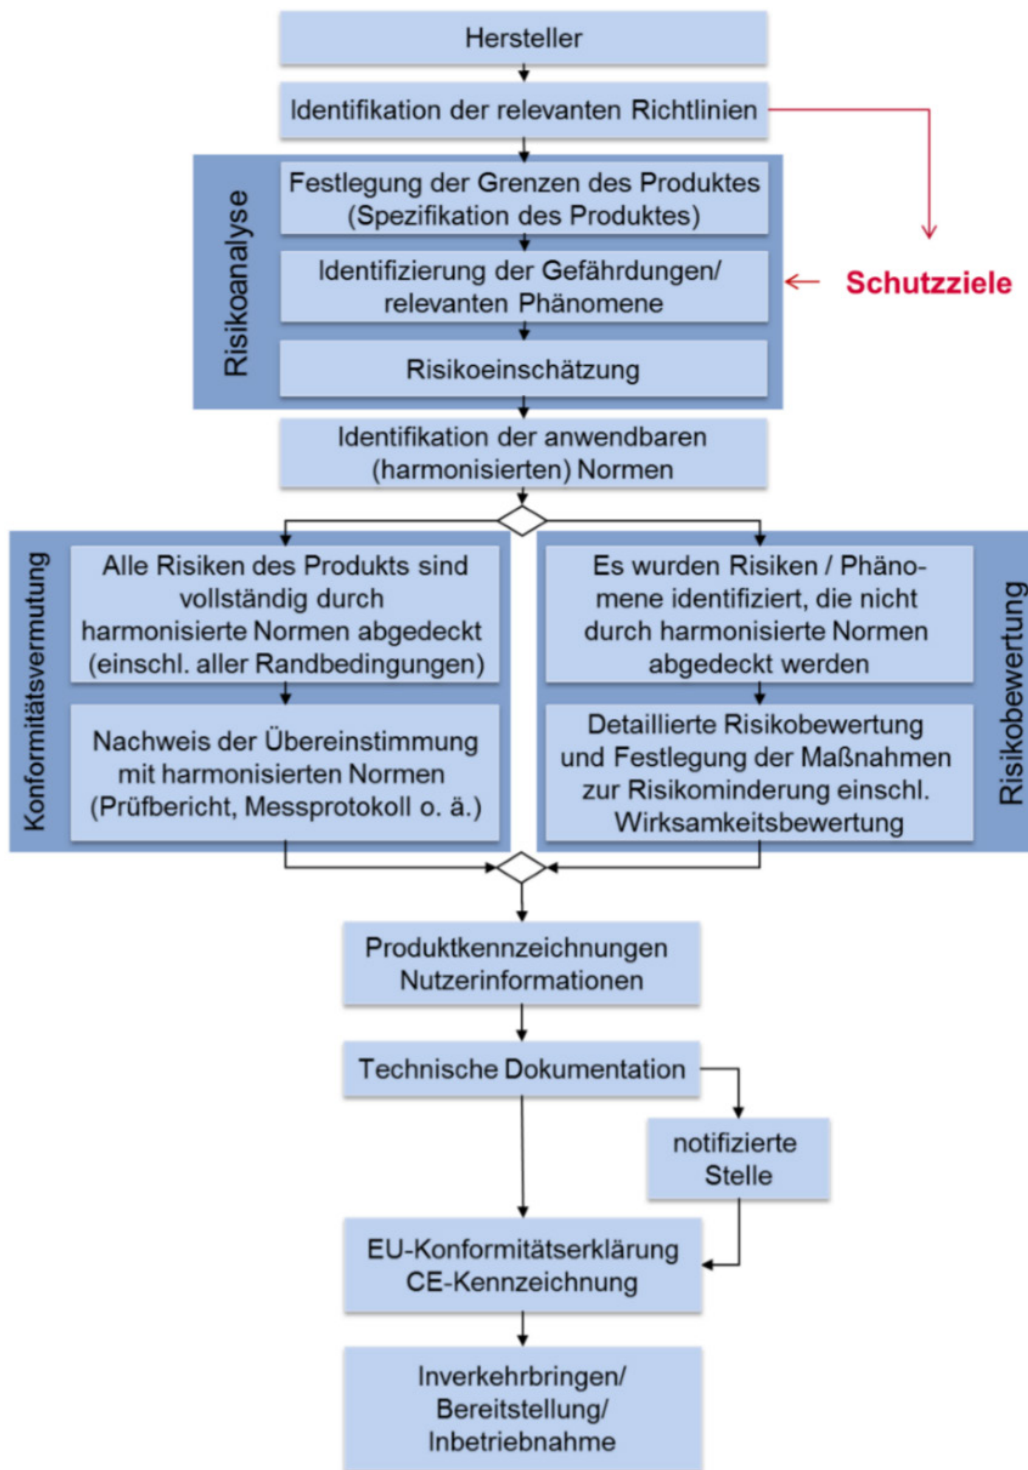 Hersteller
Identifikation der relevanten Richtlinien
Risikoanalyse
Festlegung der Grenzen des Produktes
(Spezifikation des Produktes)
Identifizierung der Gefährdungen/
relevanten Phänomene
Schutzziele
Risikoeinschätzung
Identifikation der anwendbaren
(harmonisierten) Normen
Konformitätsvermutung
Alle Risiken des Produkts sind
vollständig durch
harmonisierte Normen abgedeckt
(einschl. aller Randbedingungen)
Nachweis der Übereinstimmung
mit harmonisierten Normen
(Prüfbericht, Messprotokoll o. ä.)
Es wurden Risiken / Phäno-
mene identifiziert, die nicht
durch harmonisierte Normen
abgedeckt werden
Detaillierte Risikobewertung
und Festlegung der Maßnahmen
zur Risikominderung einschl.
Wirksamkeitsbewertung
Risikobewertung
Produktkennzeichnungen
Nutzerinformationen
Technische Dokumentation
notifizierte
Stelle
EU-Konformitätserklärung
CE-Kennzeichnung
Inverkehrbringen/
Bereitstellung/
Inbetriebnahme